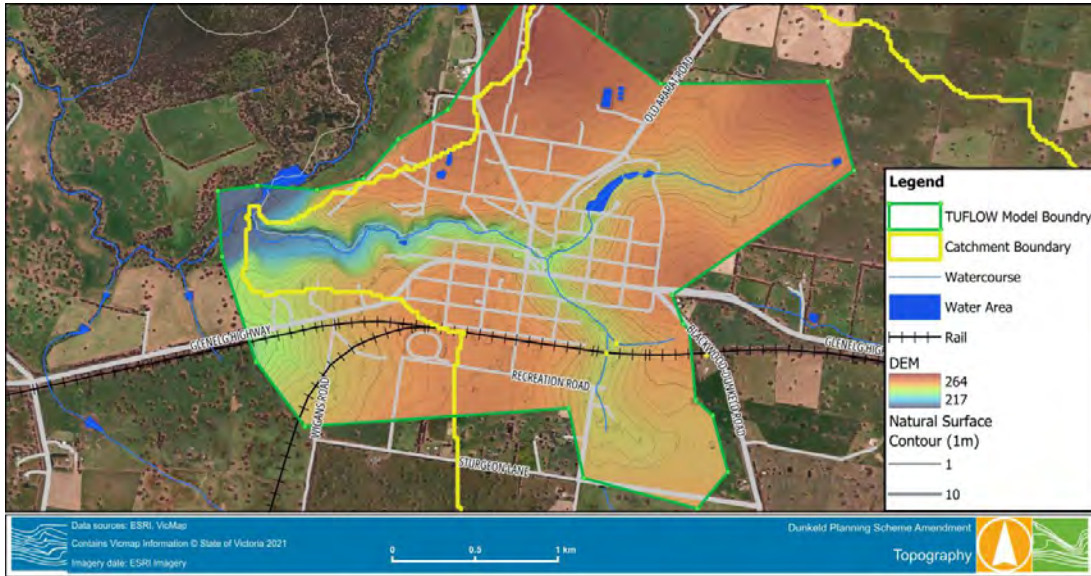 OLD ARARAT ROAD
GLENELG HIGHWAY
WIGANS ROAD
RECREATION ROAD
STURGEON LANE
BLACKWOOD-DUNKELD ROAD
GLENELG HIG
Legend
TUFLOW Model Boundry
Catchment Boundary
Watercourse
Water Area
Rail
DEM
264
217
Natural Surface
Contour (1m)
1
10
Data sources: ESRI, VicMap
Contains Vicmap Information © State of Victoria 2021
Imagery date: ESRI Imagery
0 0.5 1 km
Dunkeld Planning Scheme Amendment
Topography